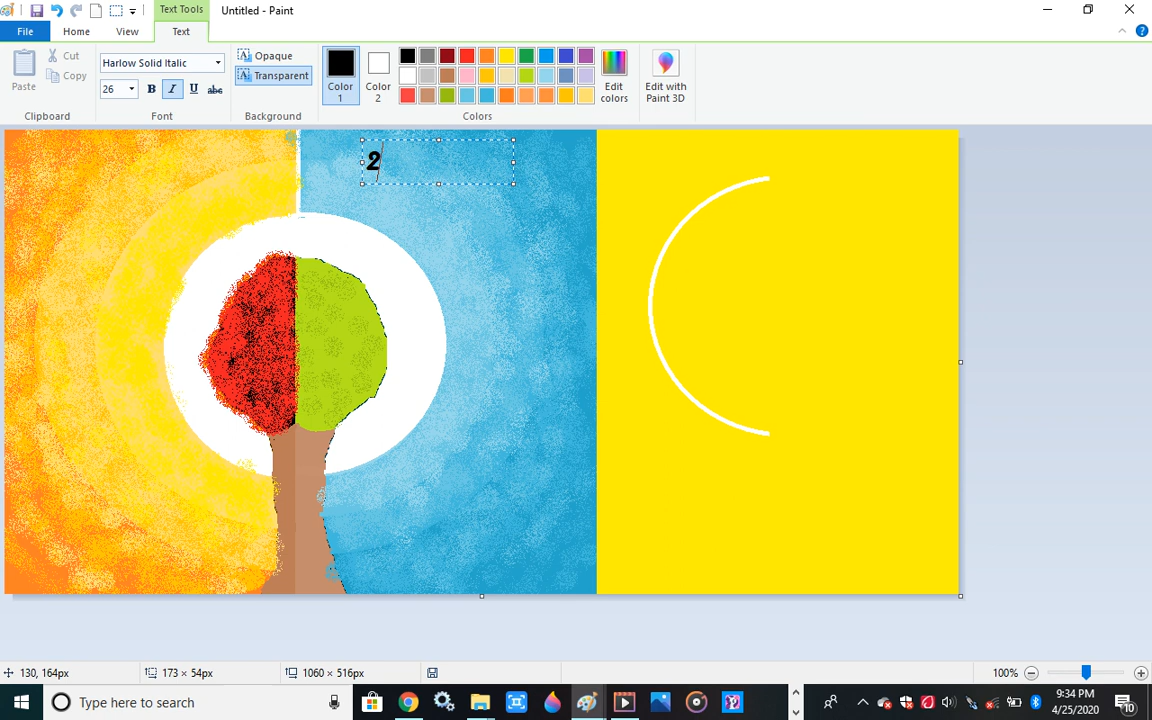 Text Tools
Untitled - Paint
File
Home
View
Text
Paste
Cut
Copy
Clipboard
Harlow Solid Italic
26
B
I
U
abc
Font
Opaque
Transparent
Background
Color 1
Color 2
Edit colors
Colors
Edit with Paint 3D
2
130, 164px
173 × 54px
1060 × 516px
100%
Type here to search
9:34 PM
4/25/2020
10